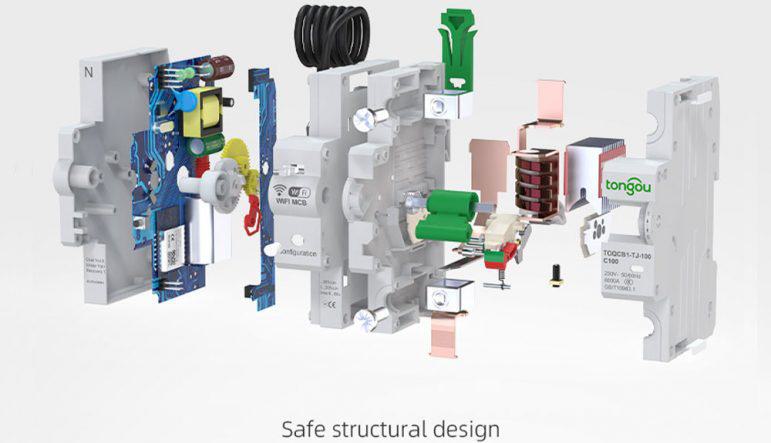 N
WiFi
WIFI MCB
Configuration
CE
tongou
TOQCB1-TJ-100
C100
230V~ 50/60Hz
6000A
GB/T10963.1
Safe structural design